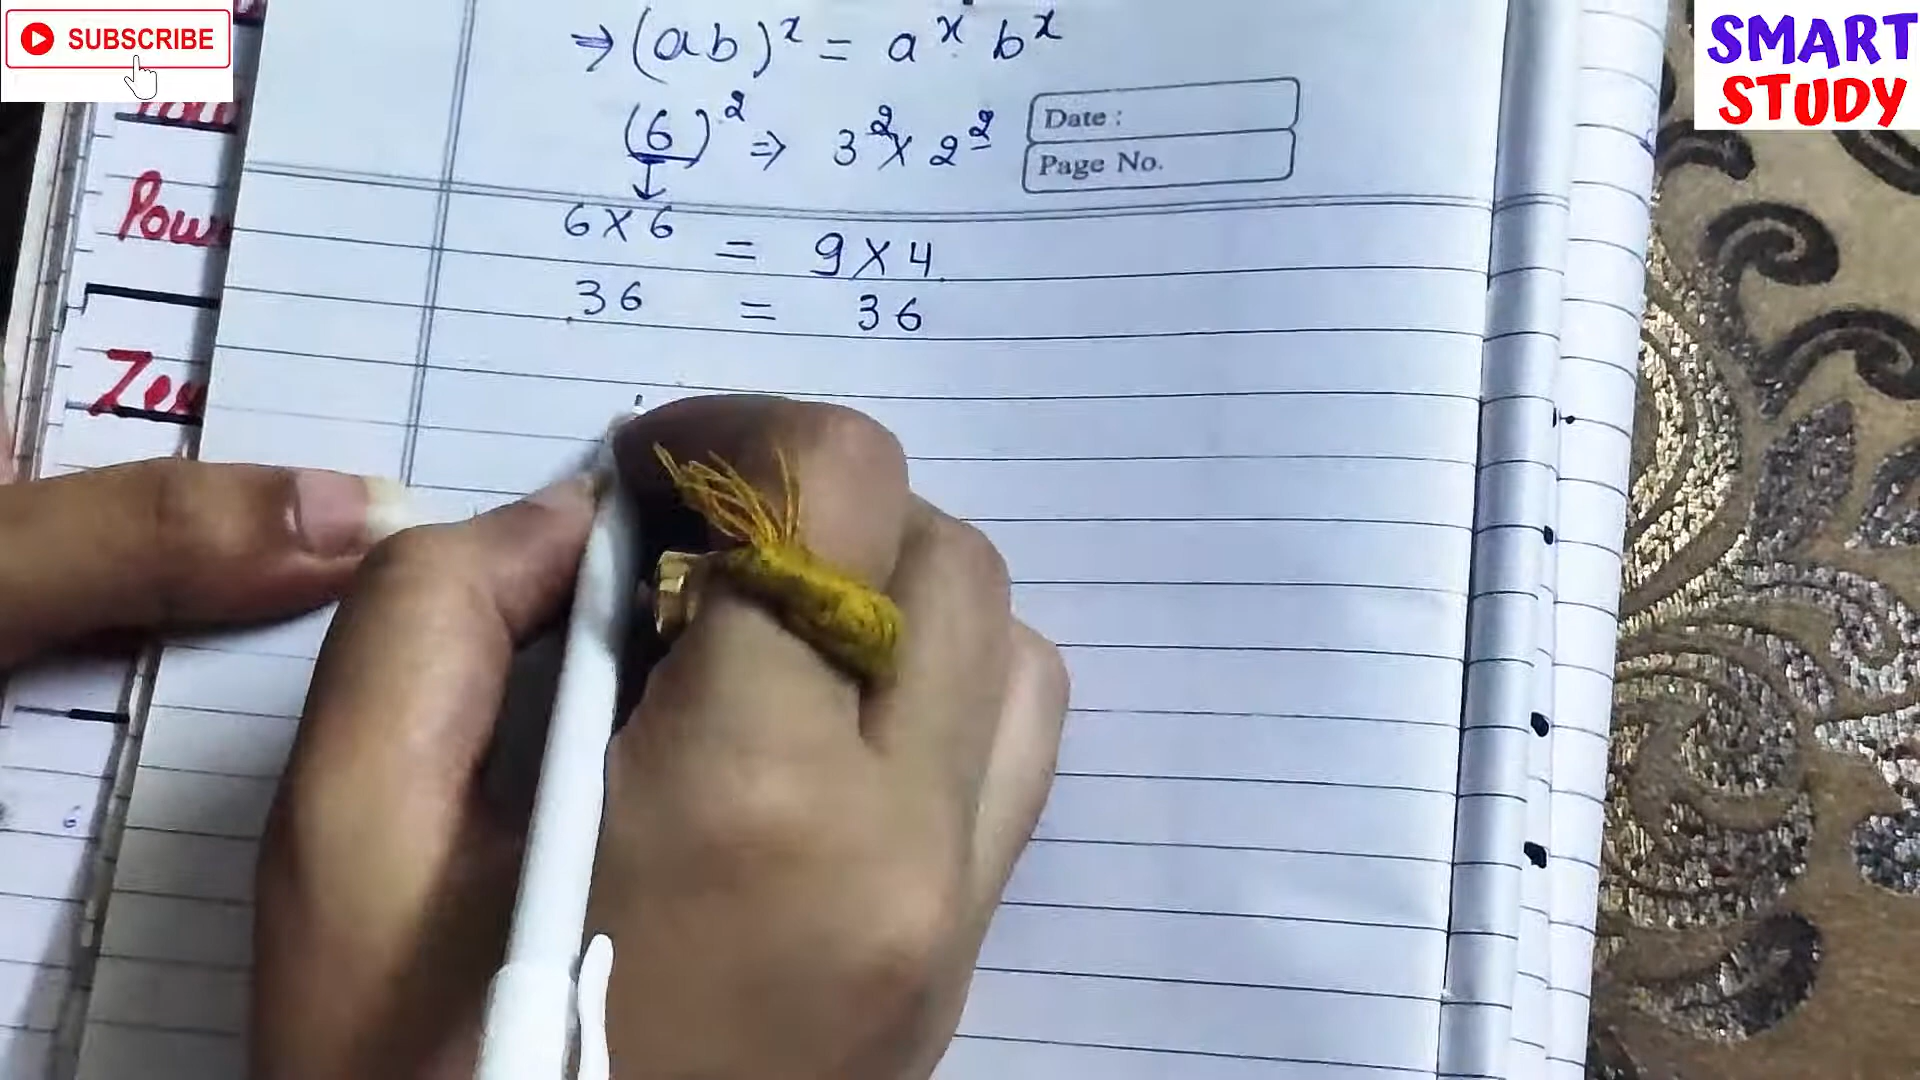 SUBSCRIBE
SMART
STUDY
⇒ (ab)ˣ = aˣ bˣ
(6)² ⇒ 3² × 2²
Date :
Page No.
6 × 6 = 9 × 4
36 = 36
6